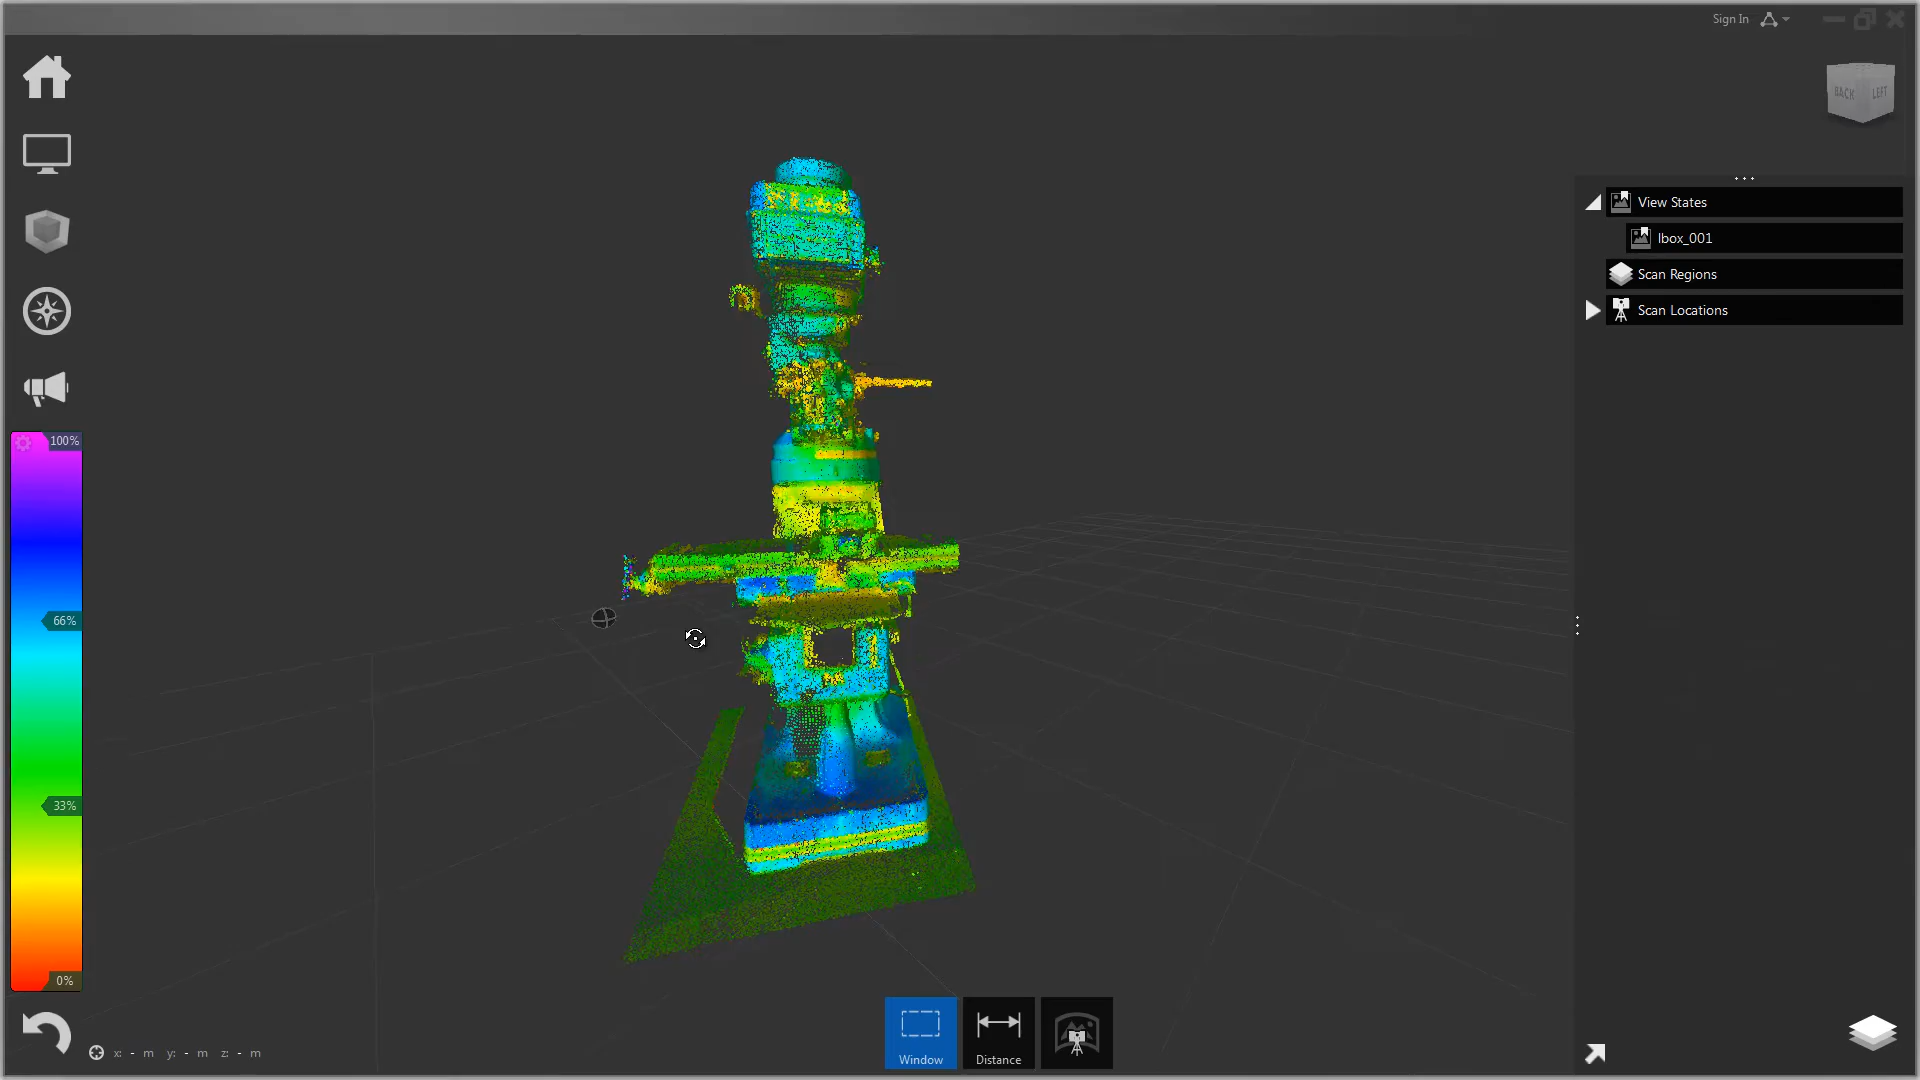 Sign In
BACK
LEFT
View States
lbox_001
Scan Regions
Scan Locations
100%
66%
33%
0%
x: - m y: - m z: - m
Window
Distance